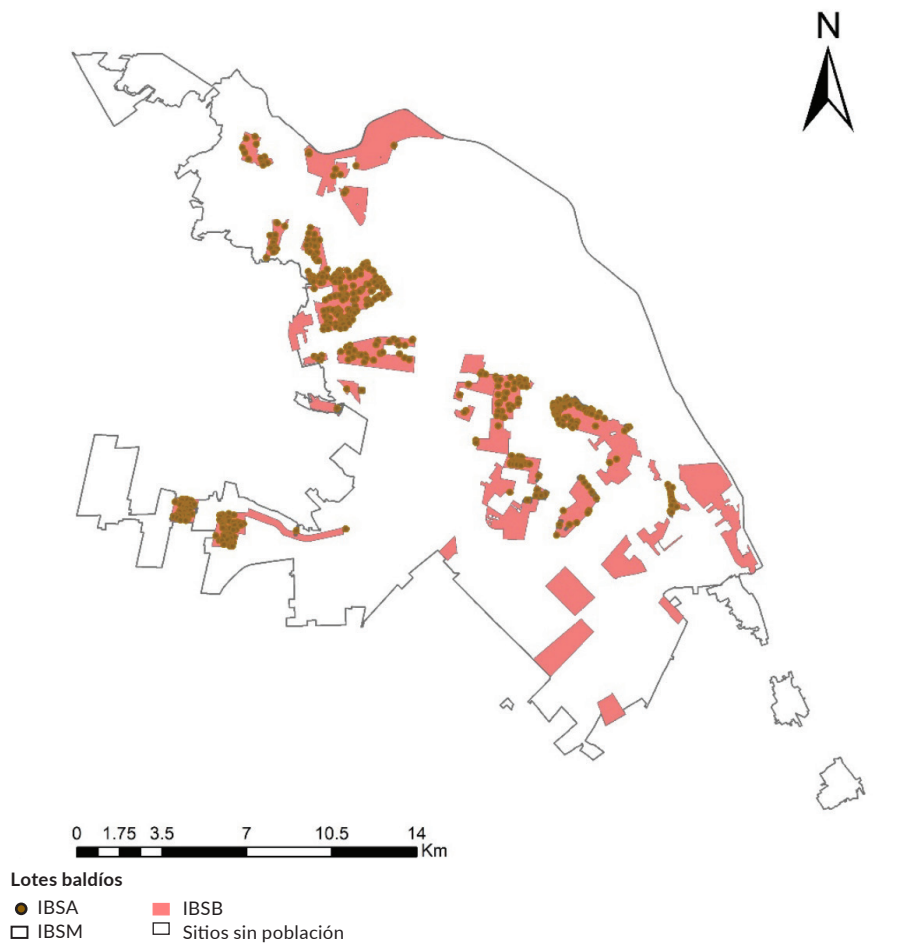 N
0 1.75 3.5 7 10.5 14
Km
Lotes baldíos
IBSA IBSB
IBSM Sitios sin población